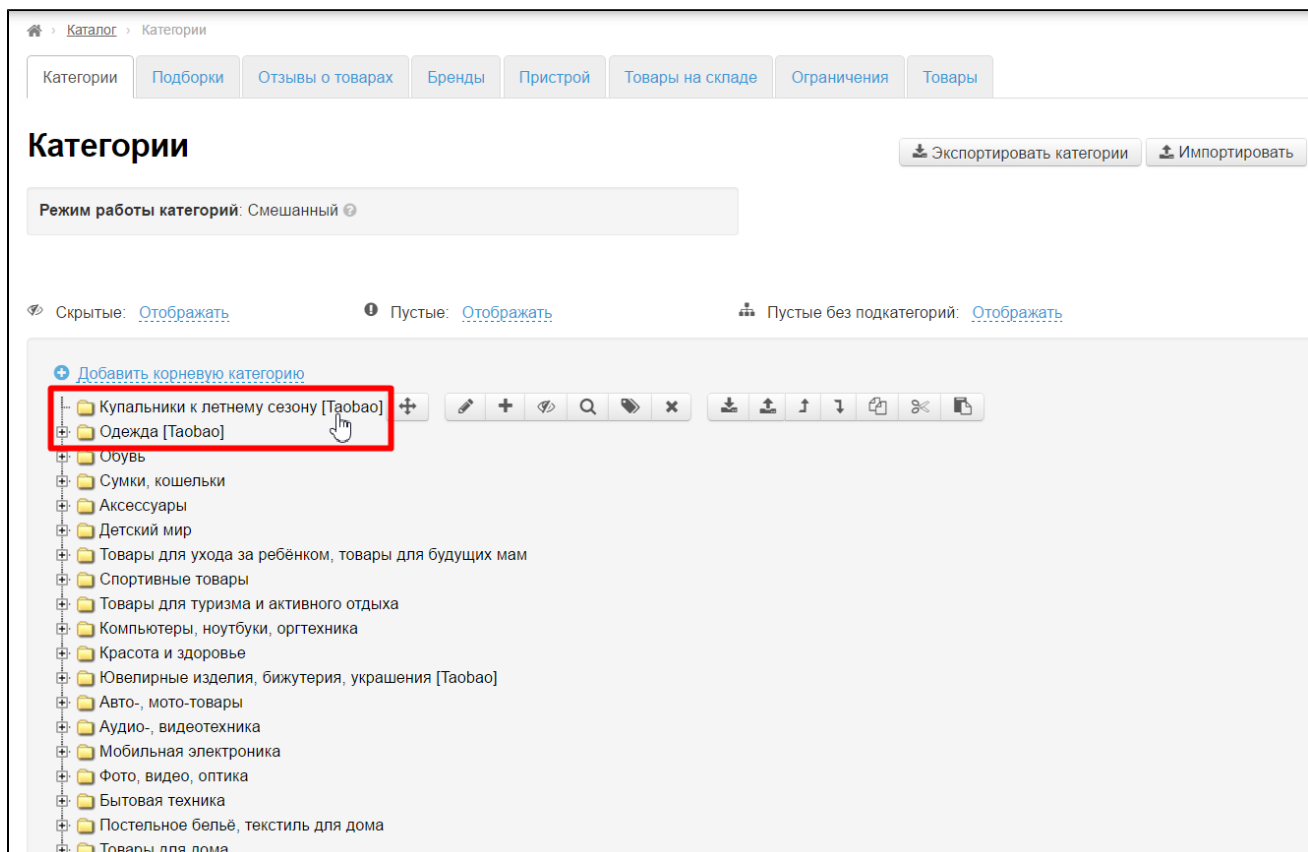 Каталог › Категории
Категории Подборки Отзывы о товарах Бренды Пристрой Товары на складе Ограничения Товары
Категории
Экспортировать категории Импортировать
Режим работы категорий: Смешанный
Скрытые: Отображать Пустые: Отображать Пустые без подкатегорий: Отображать
Добавить корневую категорию
Купальники к летнему сезону [Taobao]
Одежда [Taobao]
Обувь
Сумки, кошельки
Аксессуары
Детский мир
Товары для ухода за ребёнком, товары для будущих мам
Спортивные товары
Товары для туризма и активного отдыха
Компьютеры, ноутбуки, оргтехника
Красота и здоровье
Ювелирные изделия, бижутерия, украшения [Taobao]
Авто-, мото-товары
Аудио-, видеотехника
Мобильная электроника
Фото, видео, оптика
Бытовая техника
Постельное бельё, текстиль для дома
Товары для дома